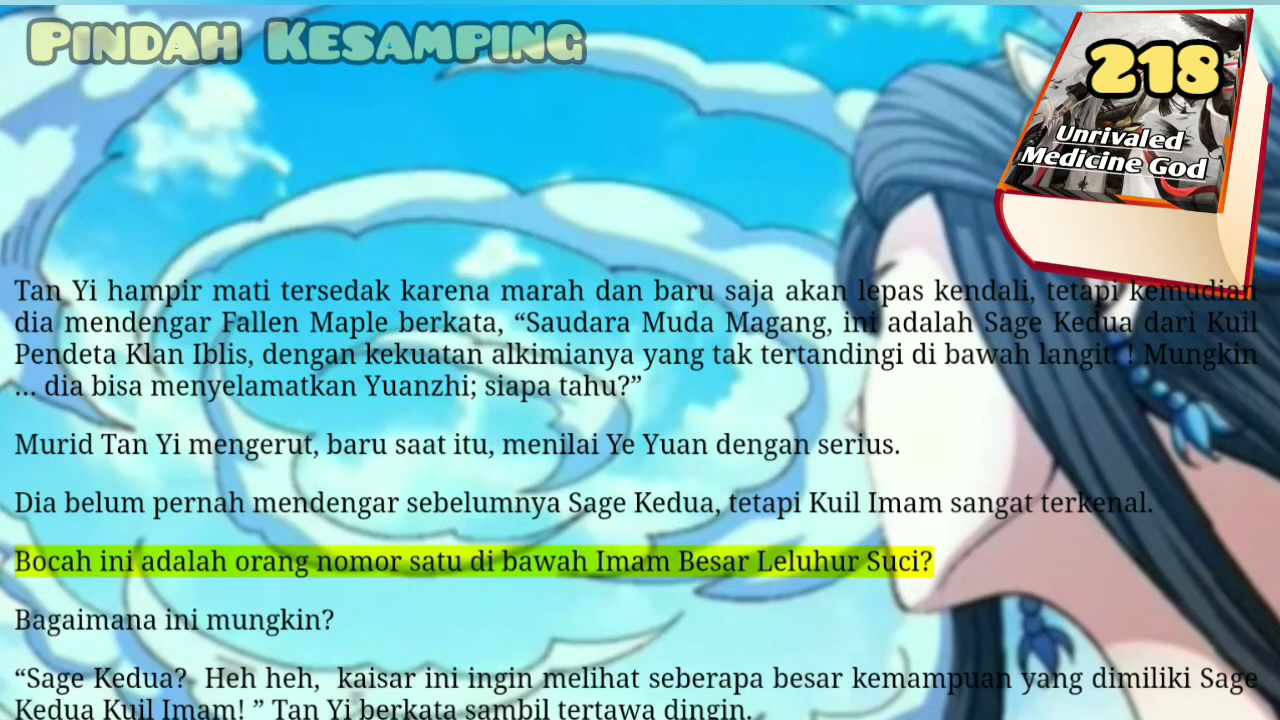 Pindah Kesamping
218
Unrivaled
Medicine God
Tan Yi hampir mati tersedak karena marah dan baru saja akan lepas kendali, tetapi kemudian
dia mendengar Fallen Maple berkata, “Saudara Muda Magang, ini adalah Sage Kedua dari Kuil
Pendeta Klan Iblis, dengan kekuatan alkimianya yang tak tertandingi di bawah langit. ! Mungkin
… dia bisa menyelamatkan Yuanzhi; siapa tahu?”
Murid Tan Yi mengerut, baru saat itu, menilai Ye Yuan dengan serius.
Dia belum pernah mendengar sebelumnya Sage Kedua, tetapi Kuil Imam sangat terkenal.
Bocah ini adalah orang nomor satu di bawah Imam Besar Leluhur Suci?
Bagaimana ini mungkin?
“Sage Kedua?  Heh heh,  kaisar ini ingin melihat seberapa besar kemampuan yang dimiliki Sage
Kedua Kuil Imam! ” Tan Yi berkata sambil tertawa dingin.